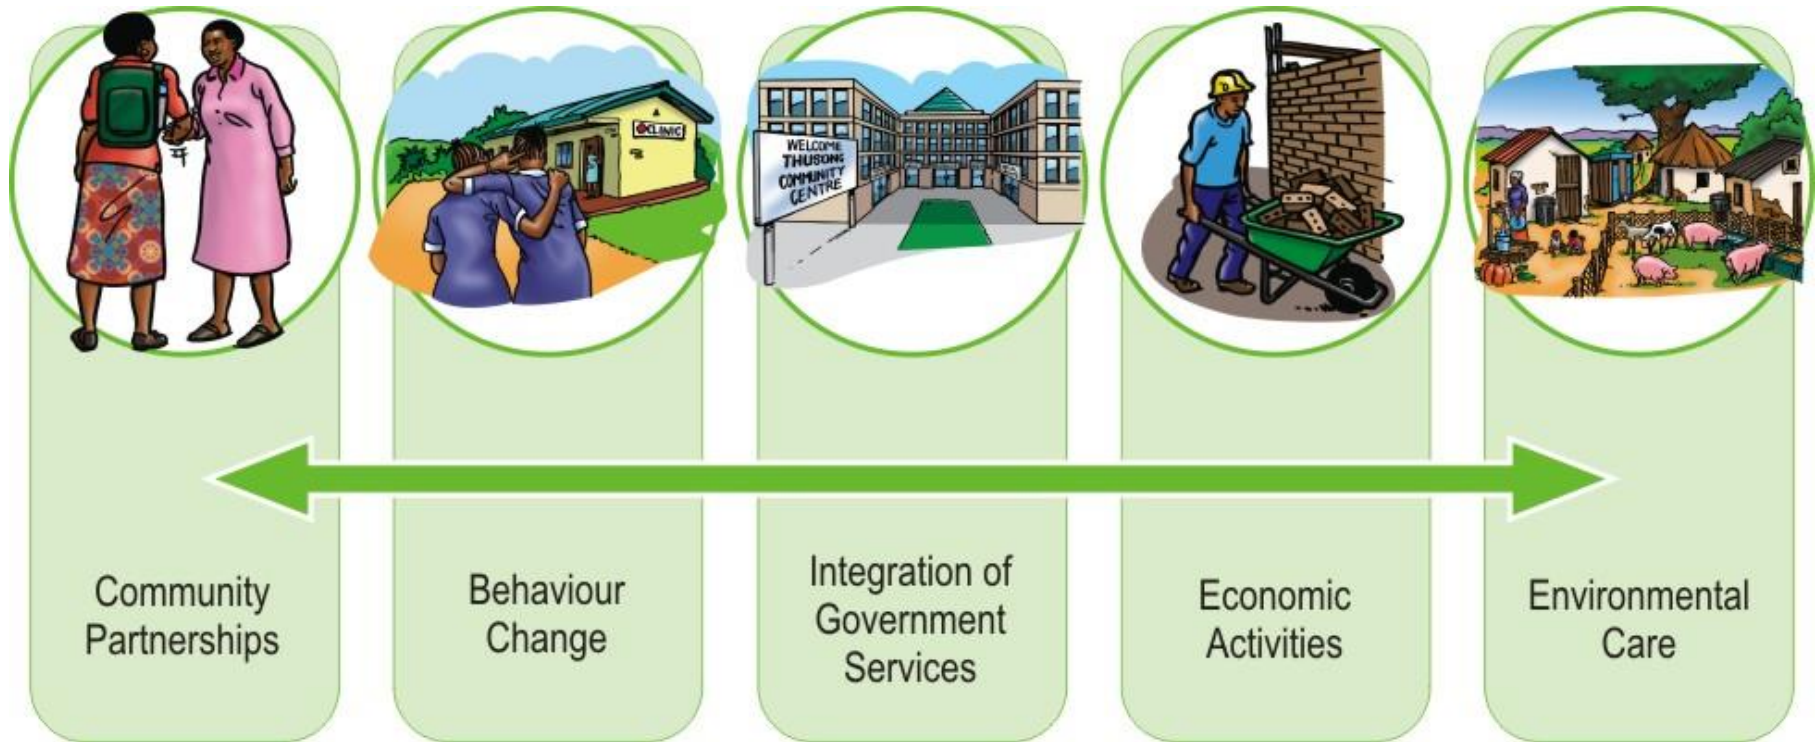 CLINIC
WELCOME
THUSONG
COMMUNITY
CENTRE
Community
Partnerships
Behaviour
Change
Integration of
Government
Services
Economic
Activities
Environmental
Care